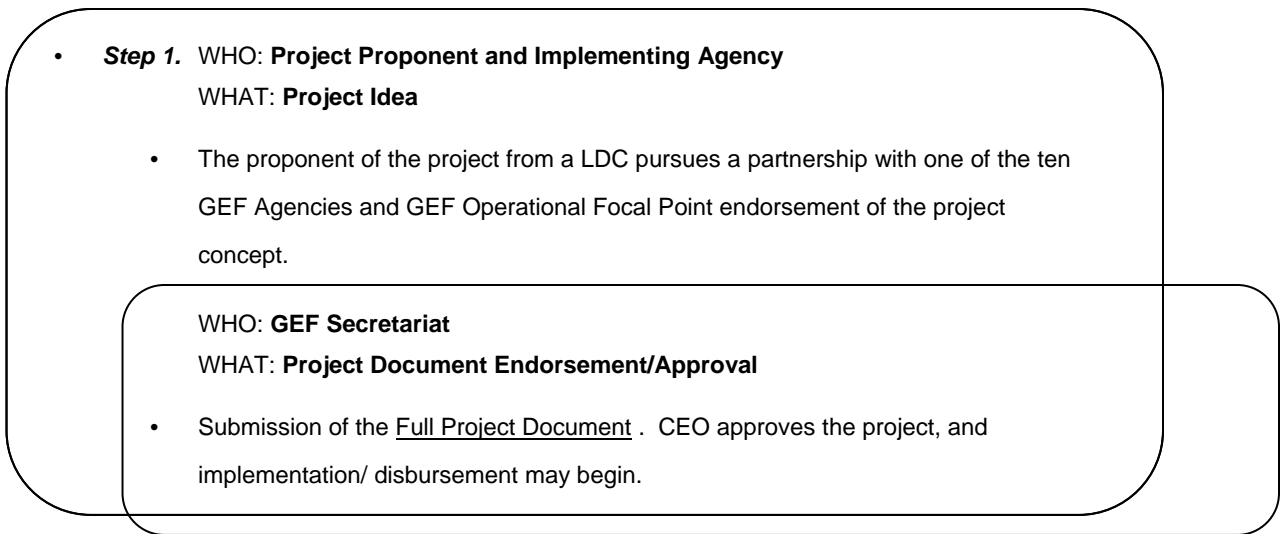 • Step 1. WHO: Project Proponent and Implementing Agency
WHAT: Project Idea
• The proponent of the project from a LDC pursues a partnership with one of the ten
GEF Agencies and GEF Operational Focal Point endorsement of the project
concept.
WHO: GEF Secretariat
WHAT: Project Document Endorsement/Approval
• Submission of the Full Project Document . CEO approves the project, and
implementation/ disbursement may begin.